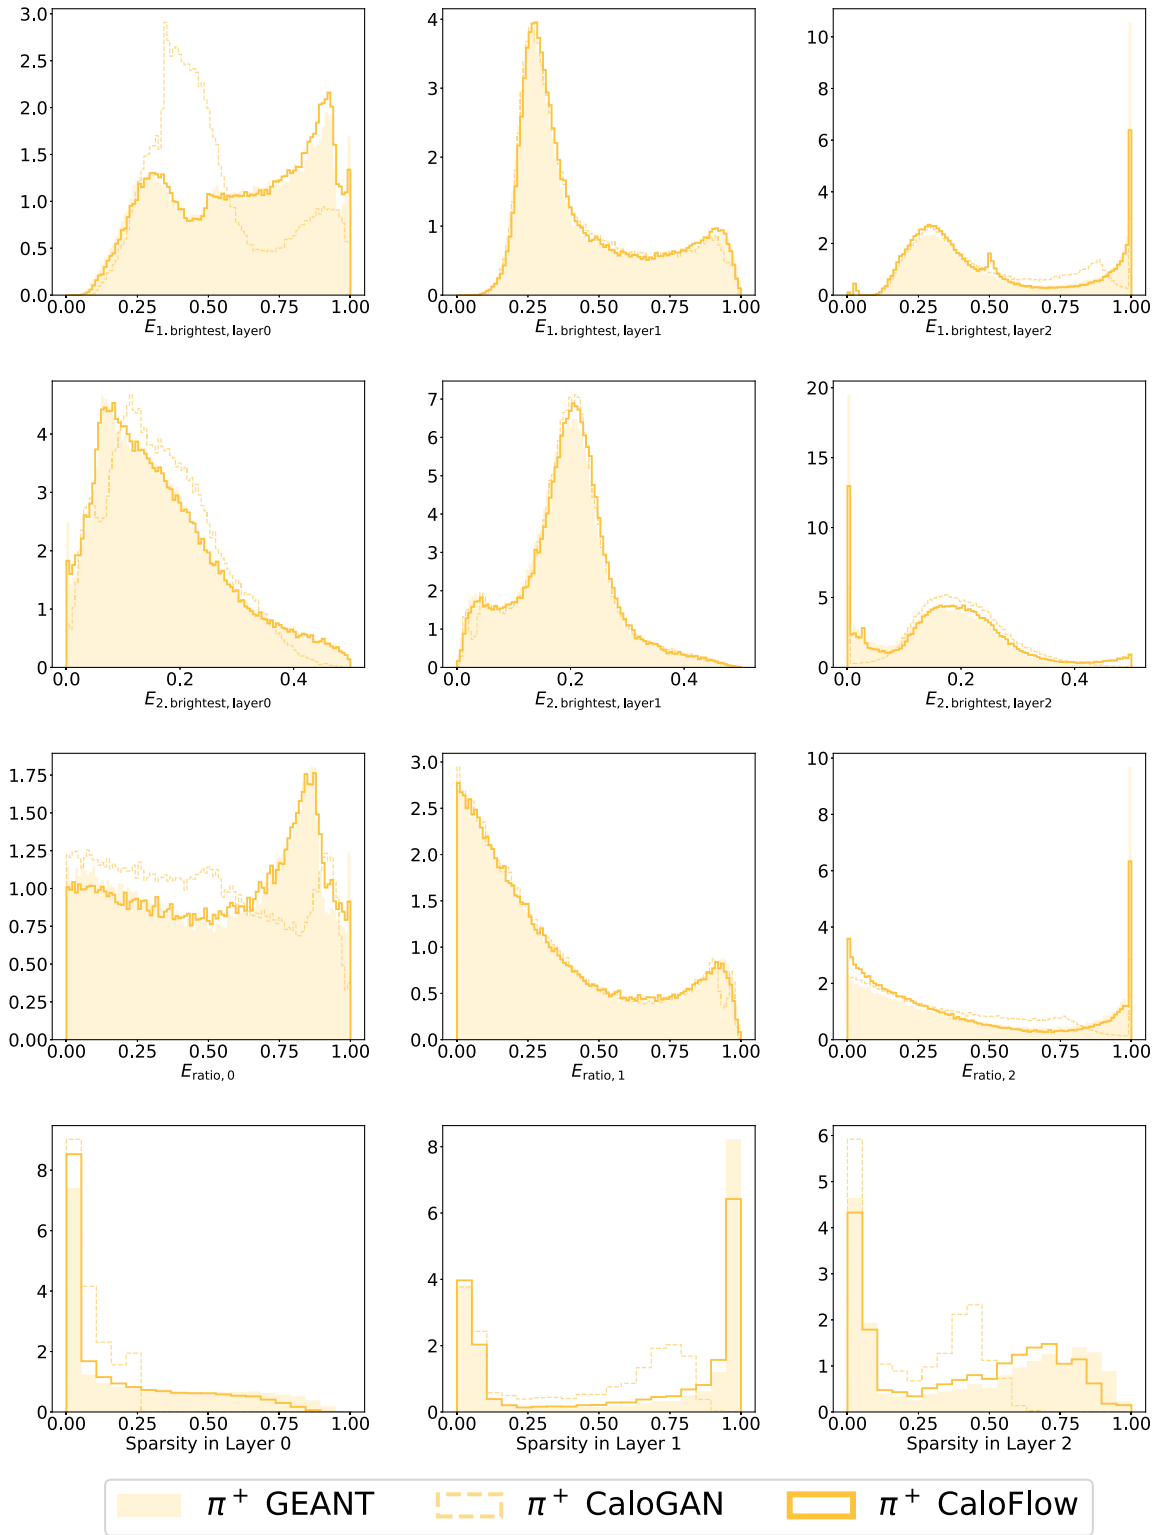 3.0
2.5
2.0
1.5
1.0
0.5
0.0
0.00 0.25 0.50 0.75 1.00
E1.brightest, layer0
4
3
2
1
0
0.00 0.25 0.50 0.75 1.00
E1.brightest, layer1
10
8
6
4
2
0
0.00 0.25 0.50 0.75 1.00
E1.brightest, layer2
4
3
2
1
0
0.0 0.2 0.4
E2.brightest, layer0
7
6
5
4
3
2
1
0
0.0 0.2 0.4
E2.brightest, layer1
20
15
10
5
0
0.0 0.2 0.4
E2.brightest, layer2
1.75
1.50
1.25
1.00
0.75
0.50
0.25
0.00
0.00 0.25 0.50 0.75 1.00
Eratio, 0
3.0
2.5
2.0
1.5
1.0
0.5
0.0
0.00 0.25 0.50 0.75 1.00
Eratio, 1
10
8
6
4
2
0
0.00 0.25 0.50 0.75 1.00
Eratio, 2
8
6
4
2
0
0.00 0.25 0.50 0.75 1.00
Sparsity in Layer 0
8
6
4
2
0
0.00 0.25 0.50 0.75 1.00
Sparsity in Layer 1
6
5
4
3
2
1
0
0.00 0.25 0.50 0.75 1.00
Sparsity in Layer 2
π+ GEANT π+ CaloGAN π+ CaloFlow